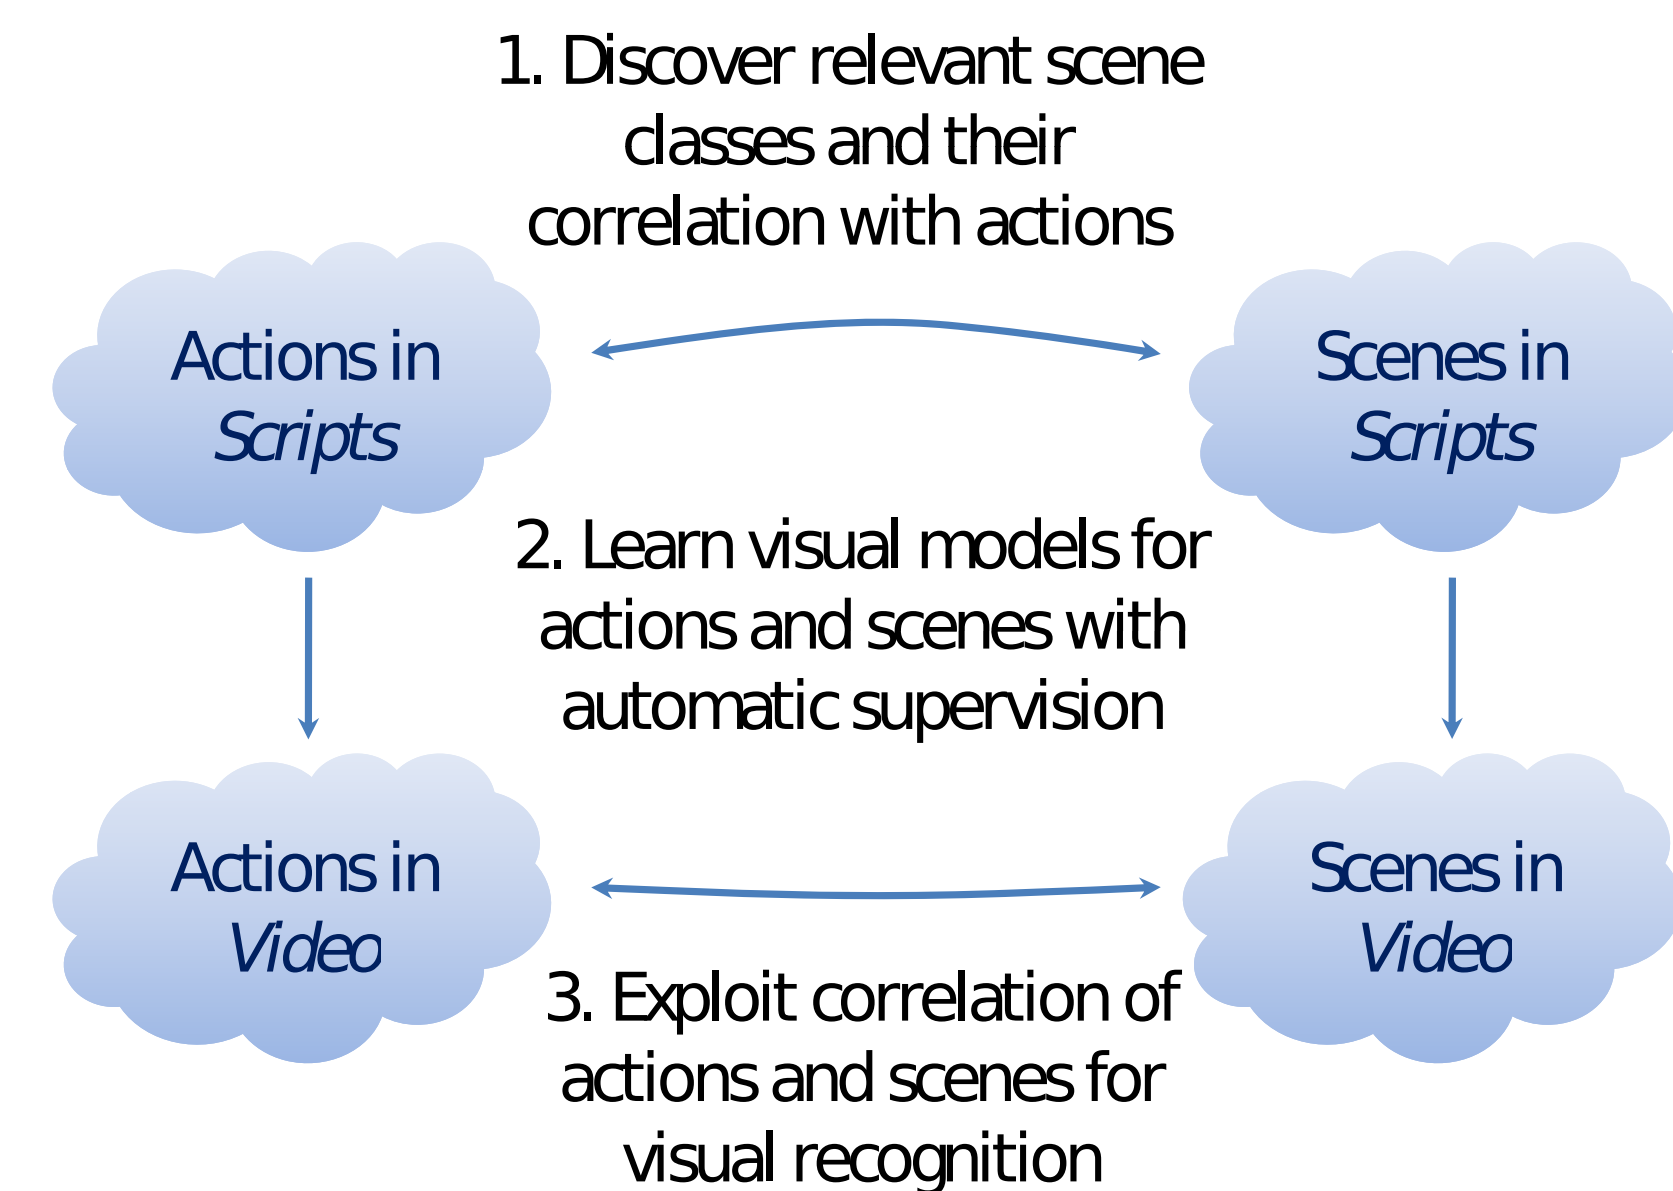 1. Discover relevant scene
classes and their
correlation with actions
Actions in
Scripts
Scenes in
Scripts
2. Learn visual models for
actions and scenes with
automatic supervision
Actions in
Video
Scenes in
Video
3. Exploit correlation of
actions and scenes for
visual recognition